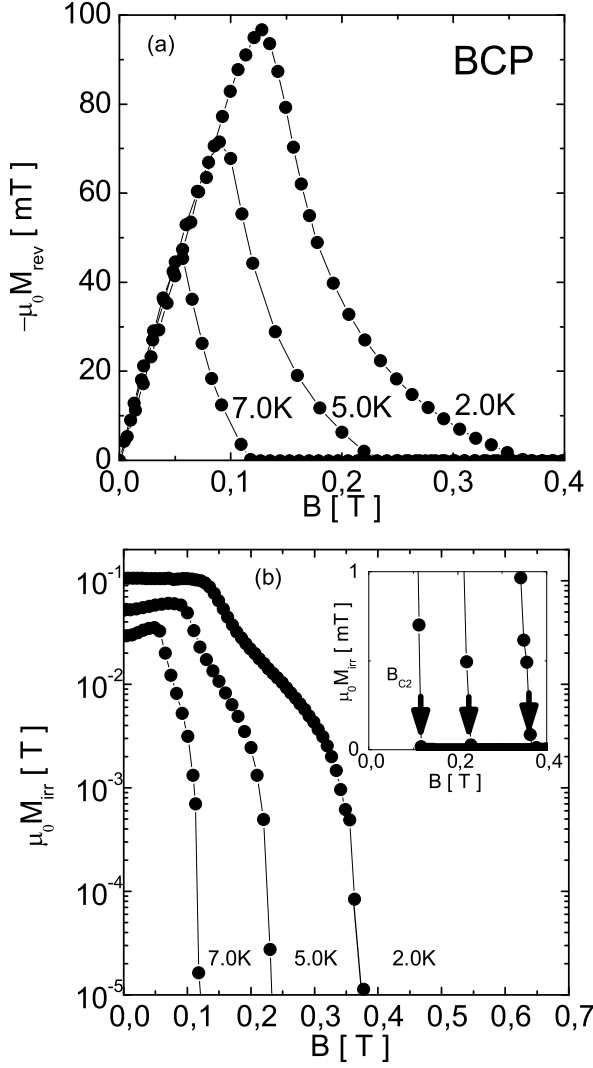 (a)
BCP
100
80
60
40
20
0
−μ0Mrev [ mT ]
7.0K
5.0K
2.0K
0,0
0,1
0,2
0,3
0,4
B [ T ]
(b)
10-1
10-2
10-3
10-4
10-5
μ0Mirr [ T ]
7.0K
5.0K
2.0K
0,0
0,1
0,2
0,3
0,4
0,5
0,6
0,7
B [ T ]
1
0
μ0Mirr [ mT ]
BC2
0,0
0,2
0,4
B [ T ]